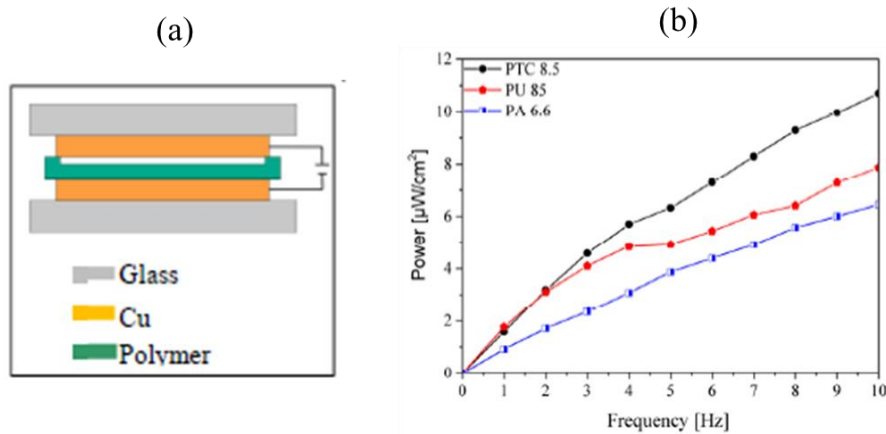 (a)
Glass
Cu
Polymer
(b)
12
10
8
6
4
2
0
Power [µW/cm²]
PTC 8.5
PU 85
PA 6.6
0 1 2 3 4 5 6 7 8 9 10
Frequency [Hz]